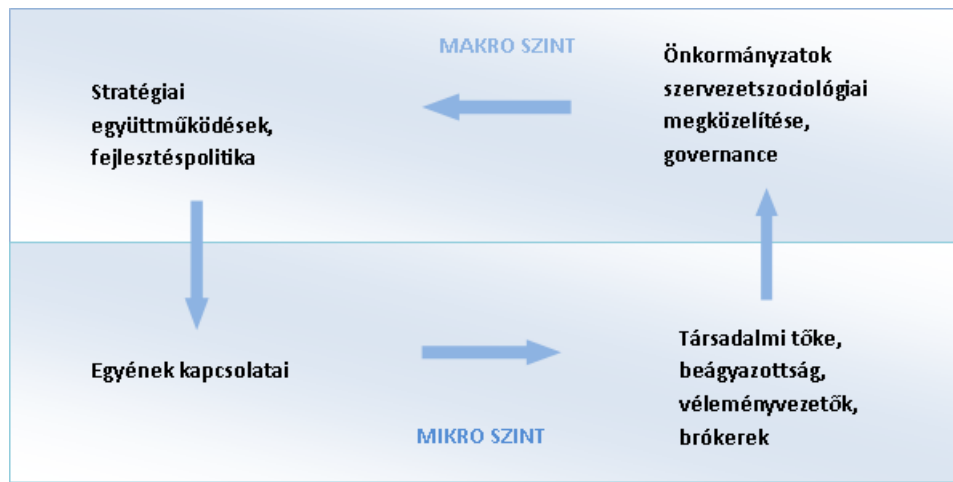 MAKRO SZINT
Stratégiai
együttműködések,
fejlesztéspolitika
Önkormányzatok
szervezetszociológiai
megközelítése,
governance
Egyének kapcsolatai
Társadalmi tőke,
beágyazottság,
véleményvezetők,
brókerek
MIKRO SZINT